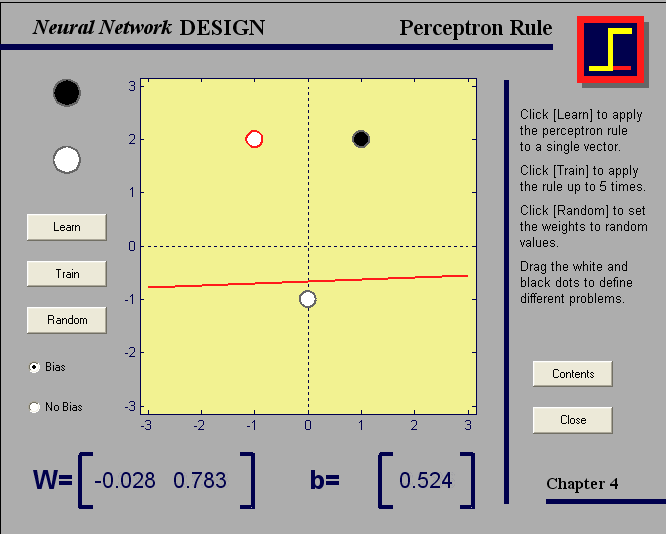 Neural Network DESIGN
Perceptron Rule
Click [Learn] to apply
the perceptron rule
to a single vector.
Click [Train] to apply
the rule up to 5 times.
Click [Random] to set
the weights to random
values.
Drag the white and
black dots to define
different problems.
Learn
Train
Random
Bias
No Bias
3
2
1
0
-1
-2
-3
-3 -2 -1 0 1 2 3
Contents
Close
W= -0.028 0.783 b= 0.524
Chapter 4